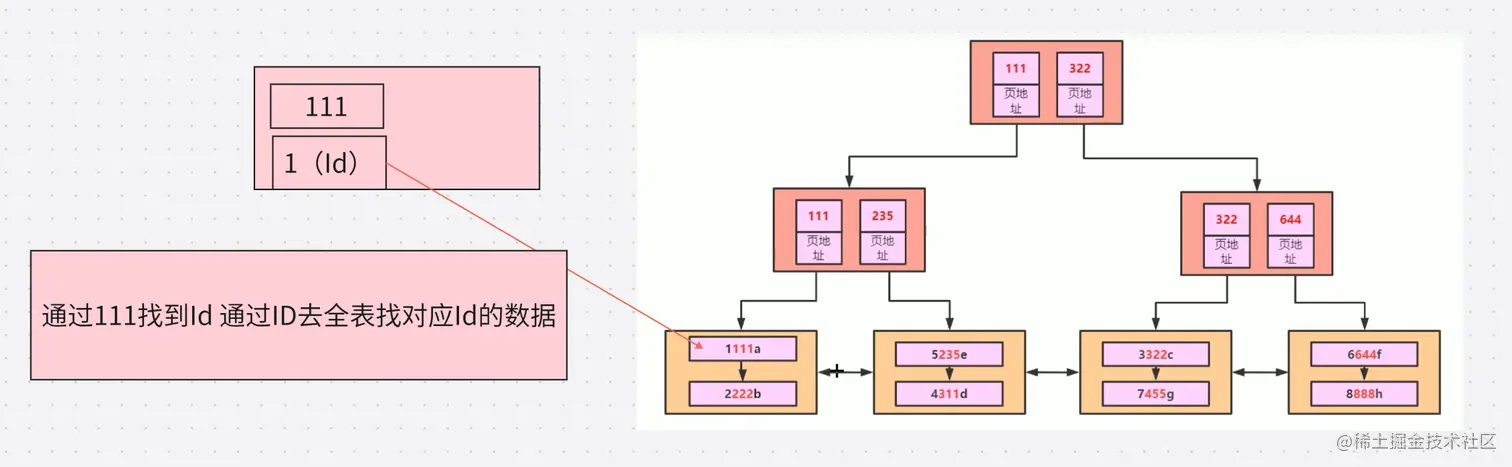 111
1（Id）
通过111找到Id 通过ID去全表找对应Id的数据
111
322
页地
址
页地
址
111
235
页地
址
页地
址
322
644
页地
址
页地
址
1111a
2222b
5235e
4311d
3322c
7455g
6644f
8888h
@稀土掘金技术社区